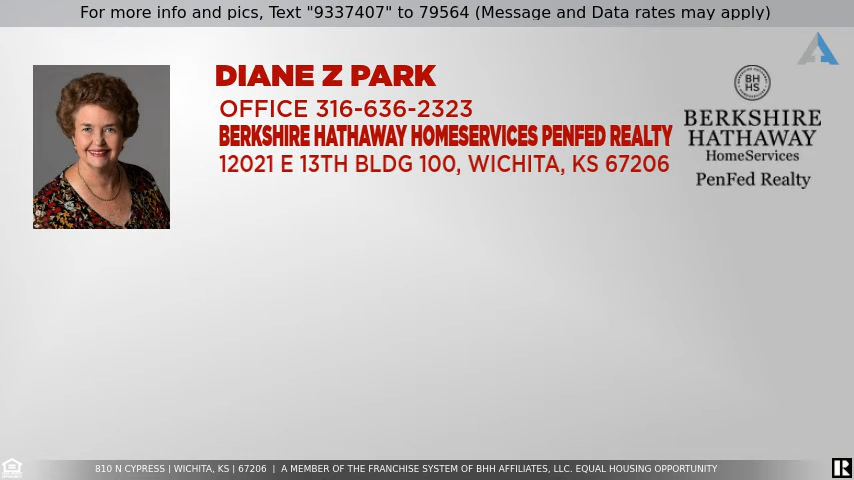 For more info and pics, Text "9337407" to 79564 (Message and Data rates may apply)
DIANE Z PARK
OFFICE 316-636-2323
BERKSHIRE HATHAWAY HOMESERVICES PENFED REALTY
12021 E 13TH BLDG 100, WICHITA, KS 67206
BH
HS
BERKSHIRE
HATHAWAY
HomeServices
PenFed Realty
810 N CYPRESS | WICHITA, KS | 67206 | A MEMBER OF THE FRANCHISE SYSTEM OF BHH AFFILIATES, LLC. EQUAL HOUSING OPPORTUNITY